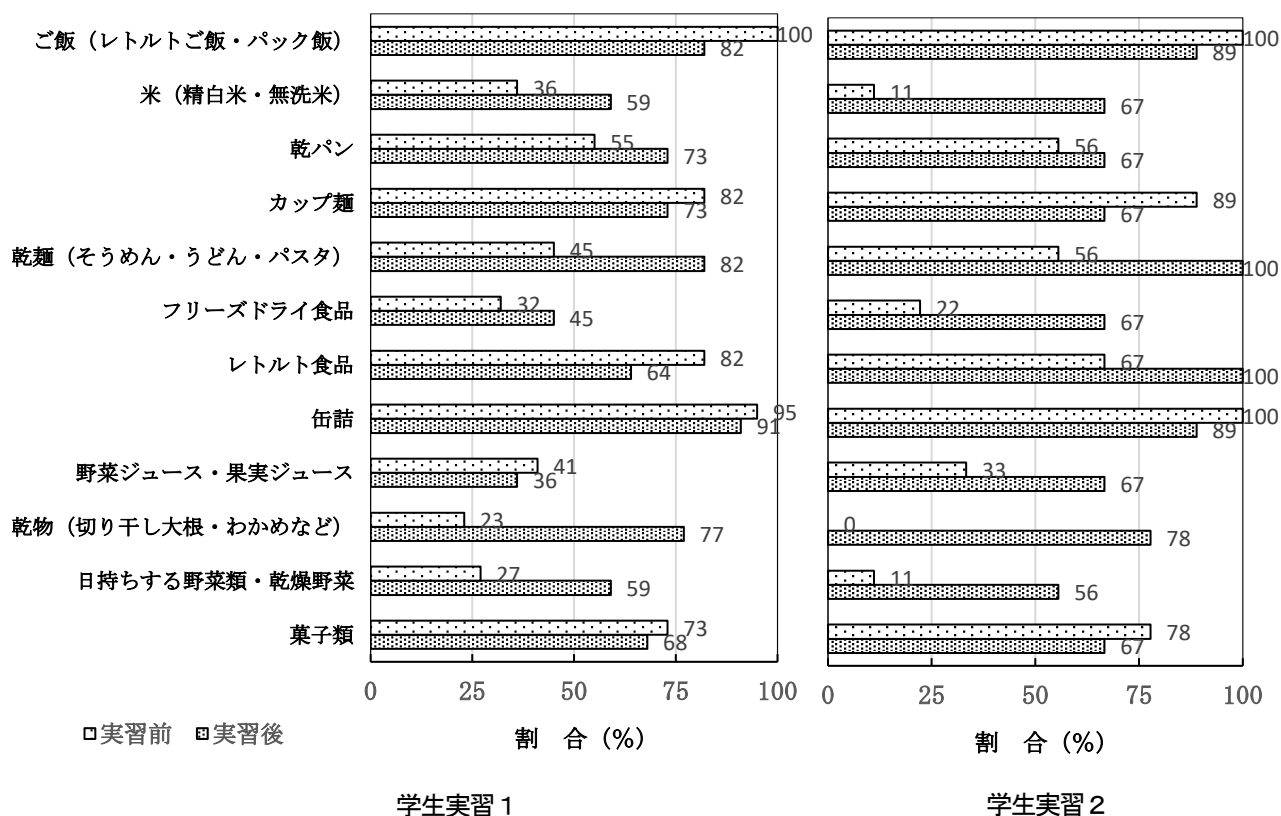 ご飯（レトルトご飯・パック飯） 100 82 100 89
米（精白米・無洗米） 36 59 11 67
乾パン 55 73 56 67
カップ麺 82 73 89 67
乾麺（そうめん・うどん・パスタ） 45 82 56 100
フリーズドライ食品 32 45 22 67
レトルト食品 82 64 67 100
缶詰 95 91 100 89
野菜ジュース・果実ジュース 41 36 33 67
乾物（切り干し大根・わかめなど） 23 77 0 78
日持ちする野菜類・乾燥野菜 27 59 11 56
菓子類 73 68 78 67
0 25 50 75 100 0 25 50 75 100
実習前 実習後 割　合（%） 割　合（%）
学生実習１ 学生実習２